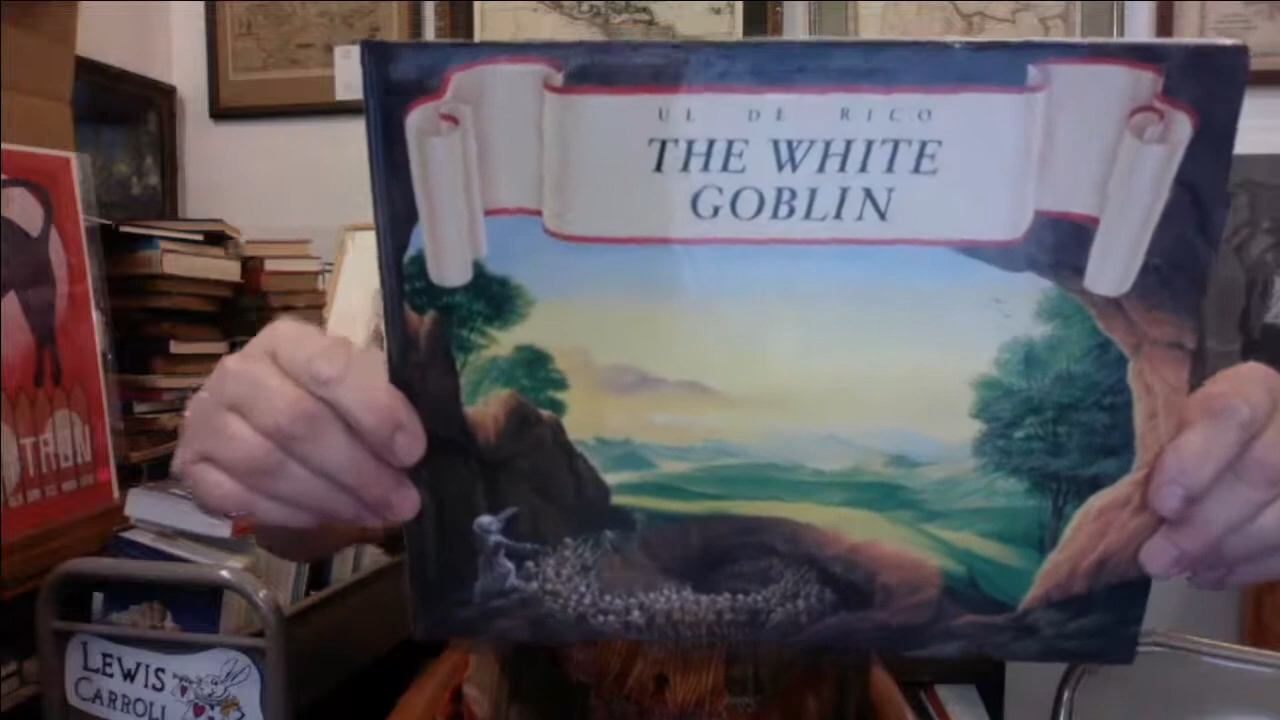 UL DE RICO
THE WHITE
GOBLIN
TRON
LEWIS
CARROLL